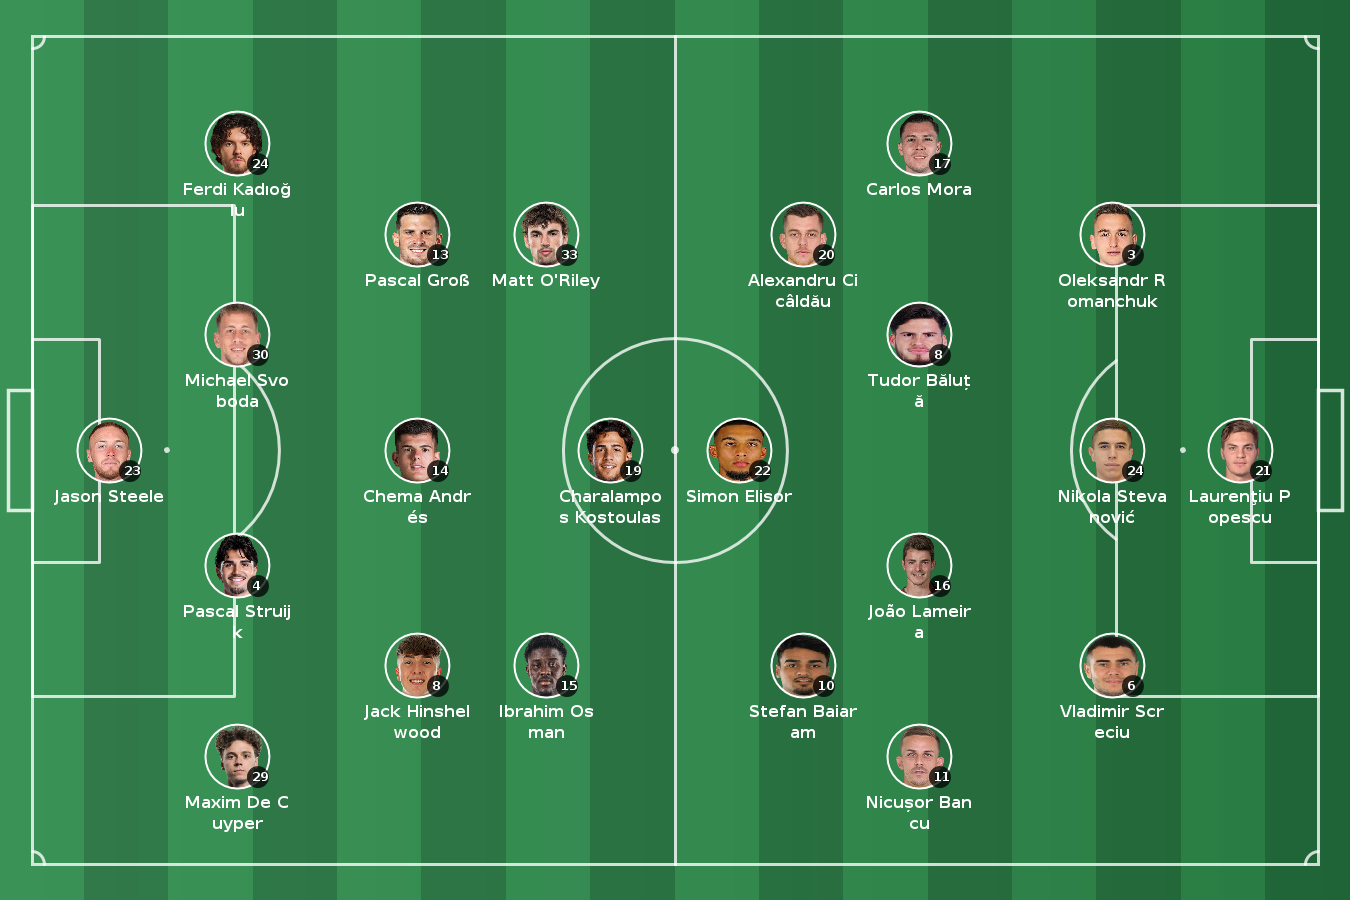 24
Ferdi Kadıoğ
lu
30
Michael Svo
boda
23
Jason Steele
4
Pascal Struij
k
29
Maxim De C
uyper
13
Pascal Groß
14
Chema Andr
és
8
Jack Hinshel
wood
33
Matt O'Riley
15
Ibrahim Os
man
19
Charalampo
s Kostoulas
22
Simon Elisor
20
Alexandru Ci
câldău
10
Stefan Baiar
am
17
Carlos Mora
8
Tudor Băluț
ă
16
João Lameir
a
11
Nicușor Ban
cu
3
Oleksandr R
omanchuk
24
Nikola Steva
nović
6
Vladimir Scr
eciu
21
Laurențiu P
opescu